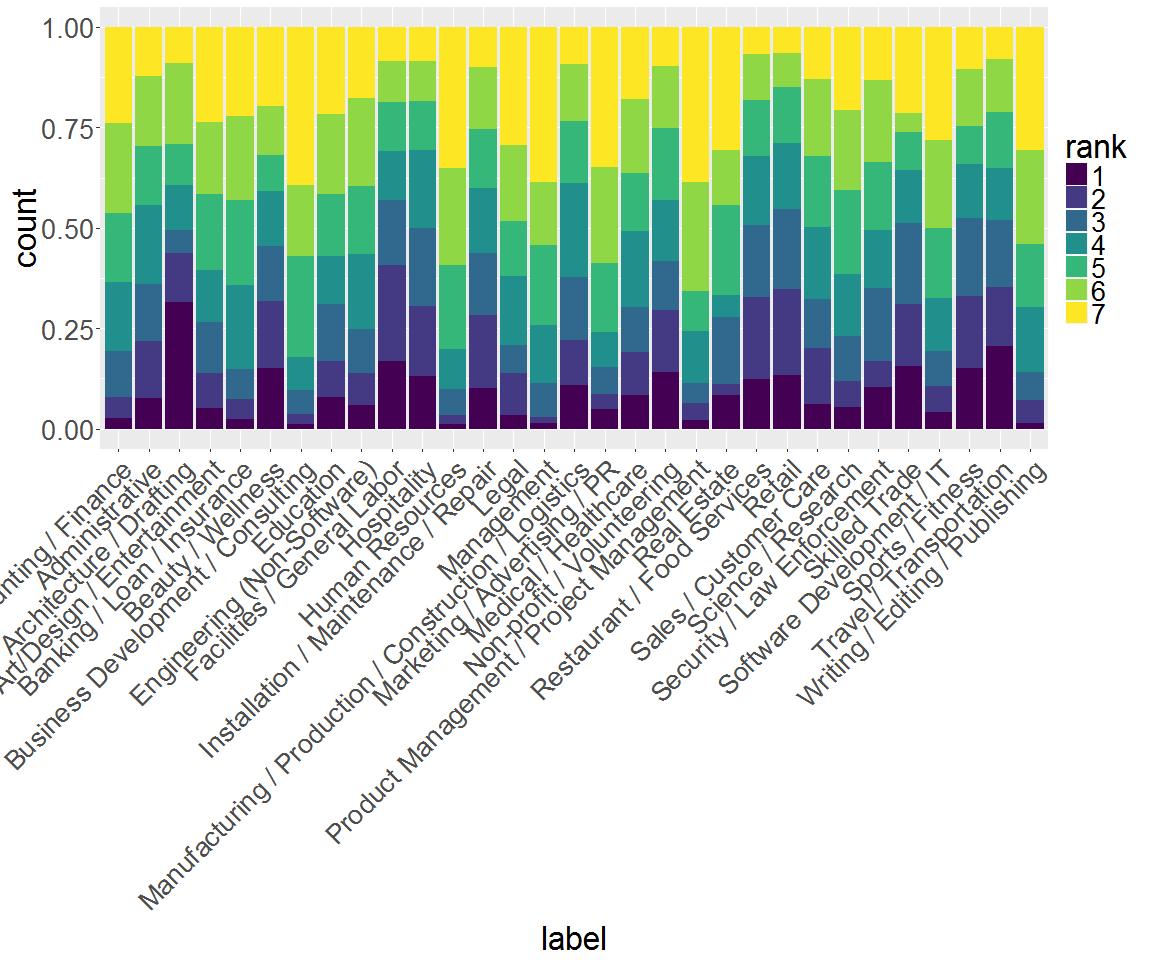 1.00
0.75
0.50
0.25
0.00
count
rank
1
2
3
4
5
6
7
nting / Finance
Administrative
Architecture / Drafting
Art/Design / Entertainment
Banking / Loan / Insurance
Beauty / Wellness
Business Development / Consulting
Education
Engineering (Non-Software)
Facilities / General Labor
Hospitality
Human Resources
Installation / Maintenance / Repair
Legal
Management
Manufacturing / Production / Construction / Logistics
Marketing / Advertising / PR
Medical / Healthcare
Non-profit / Volunteering
Product Management / Project Management
Real Estate
Restaurant / Food Services
Retail
Sales / Customer Care
Science / Research
Security / Law Enforcement
Skilled Trade
Software Development / IT
Sports / Fitness
Travel / Transportation
Writing / Editing / Publishing
label